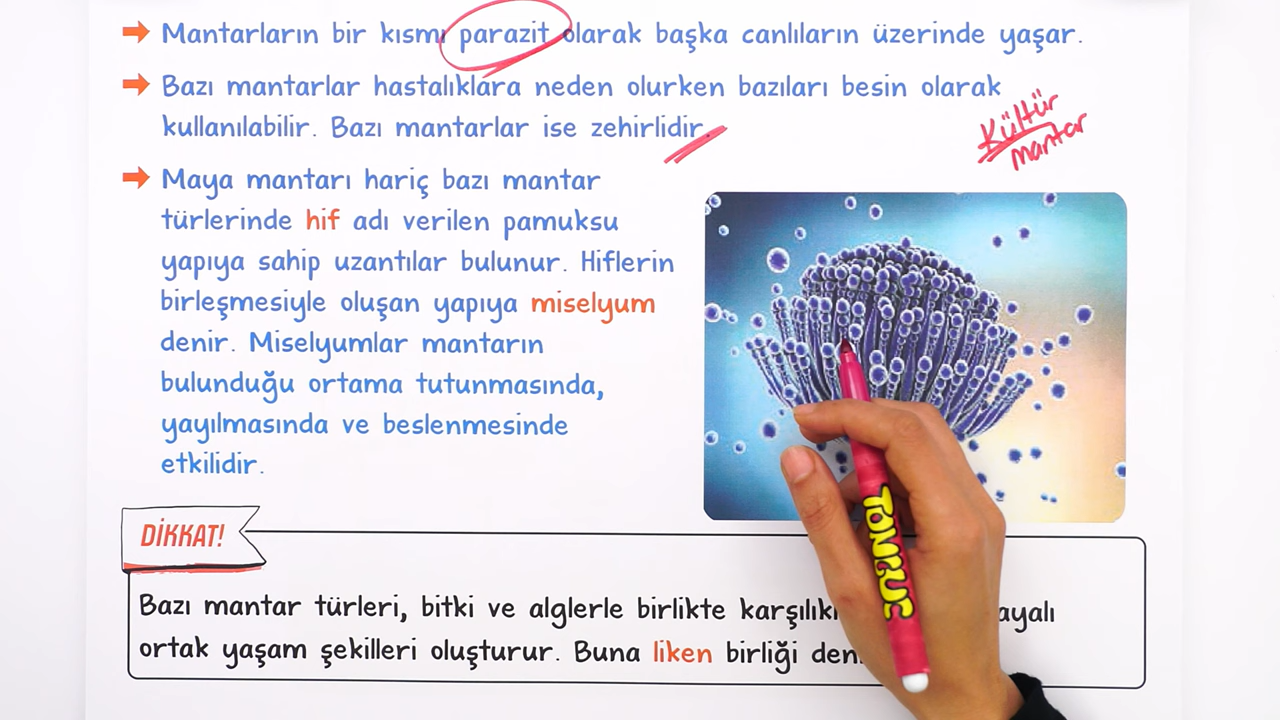 Mantarların bir kısmı parazit olarak başka canlıların üzerinde yaşar.
Bazı mantarlar hastalıklara neden olurken bazıları besin olarak
kullanılabilir. Bazı mantarlar ise zehirlidir.
Kültür
mantar
Maya mantarı hariç bazı mantar
türlerinde hif adı verilen pamuksu
yapıya sahip uzantılar bulunur. Hiflerin
birleşmesiyle oluşan yapıya miselyum
denir. Miselyumlar mantarın
bulunduğu ortama tutunmasında,
yayılmasında ve beslenmesinde
etkilidir.
DİKKAT!
Bazı mantar türleri, bitki ve alglerle birlikte
ortak yaşam şekilleri oluşturur. Buna liken birliği
TONGUÇ